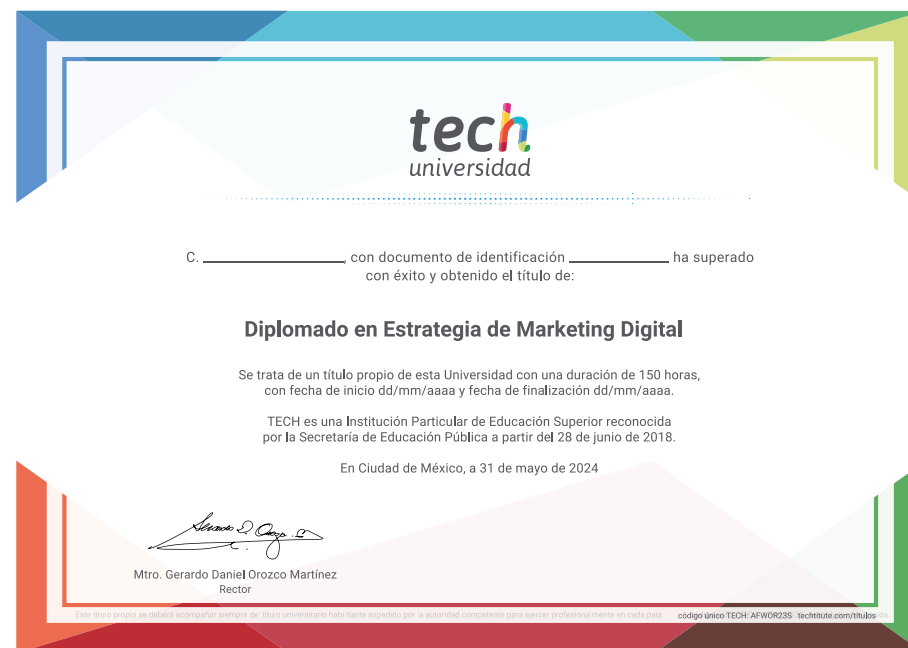 tech
universidad
C. ________________, con documento de identificación ___________ ha superado
con éxito y obtenido el título de:
Diplomado en Estrategia de Marketing Digital
Se trata de un título propio de esta Universidad con una duración de 150 horas,
con fecha de inicio dd/mm/aaaa y fecha de finalización dd/mm/aaaa.
TECH es una Institución Particular de Educación Superior reconocida
por la Secretaría de Educación Pública a partir del 28 de junio de 2018.
En Ciudad de México, a 31 de mayo de 2024
Mtro. Gerardo Daniel Orozco Martínez
Rector
Este título propio se deberá acompañar siempre del título universitario habilitante expedido por la autoridad competente para ejercer profesionalmente en cada país. código único TECH: AFWOR23S techtitute.com/titulos